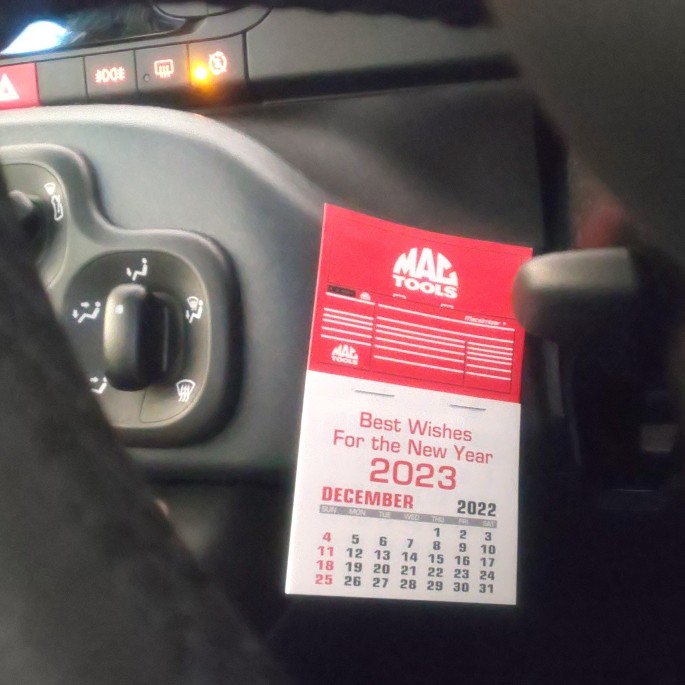 MAC
TOOLS
Macsimizer
MAC
TOOLS
Best Wishes
For the New Year
2023
DECEMBER 2022
SUN MON TUE WED THU FRI SAT
1 2 3
4 5 6 7 8 9 10
11 12 13 14 15 16 17
18 19 20 21 22 23 24
25 26 27 28 29 30 31